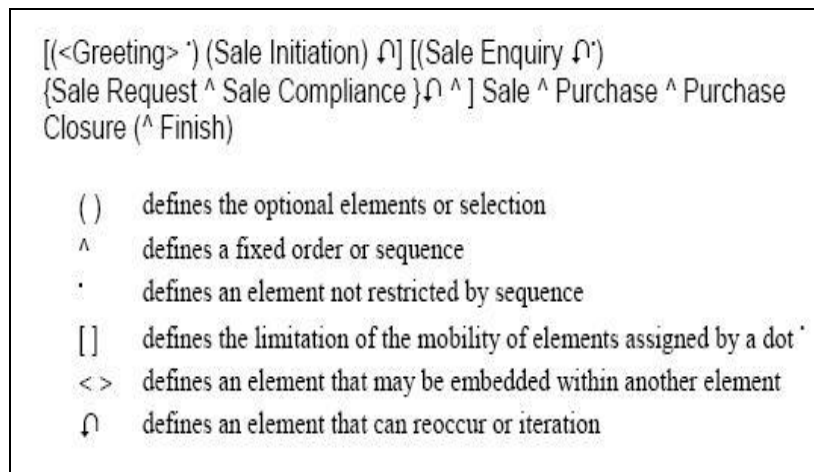 [(<Greeting> ˙) (Sale Initiation) ↺] [(Sale Enquiry ↺˙)
{Sale Request ^ Sale Compliance }↺ ^ ] Sale ^ Purchase ^ Purchase
Closure (^ Finish)
( ) defines the optional elements or selection
^ defines a fixed order or sequence
˙ defines an element not restricted by sequence
[ ] defines the limitation of the mobility of elements assigned by a dot ˙
< > defines an element that may be embedded within another element
↺ defines an element that can reoccur or iteration